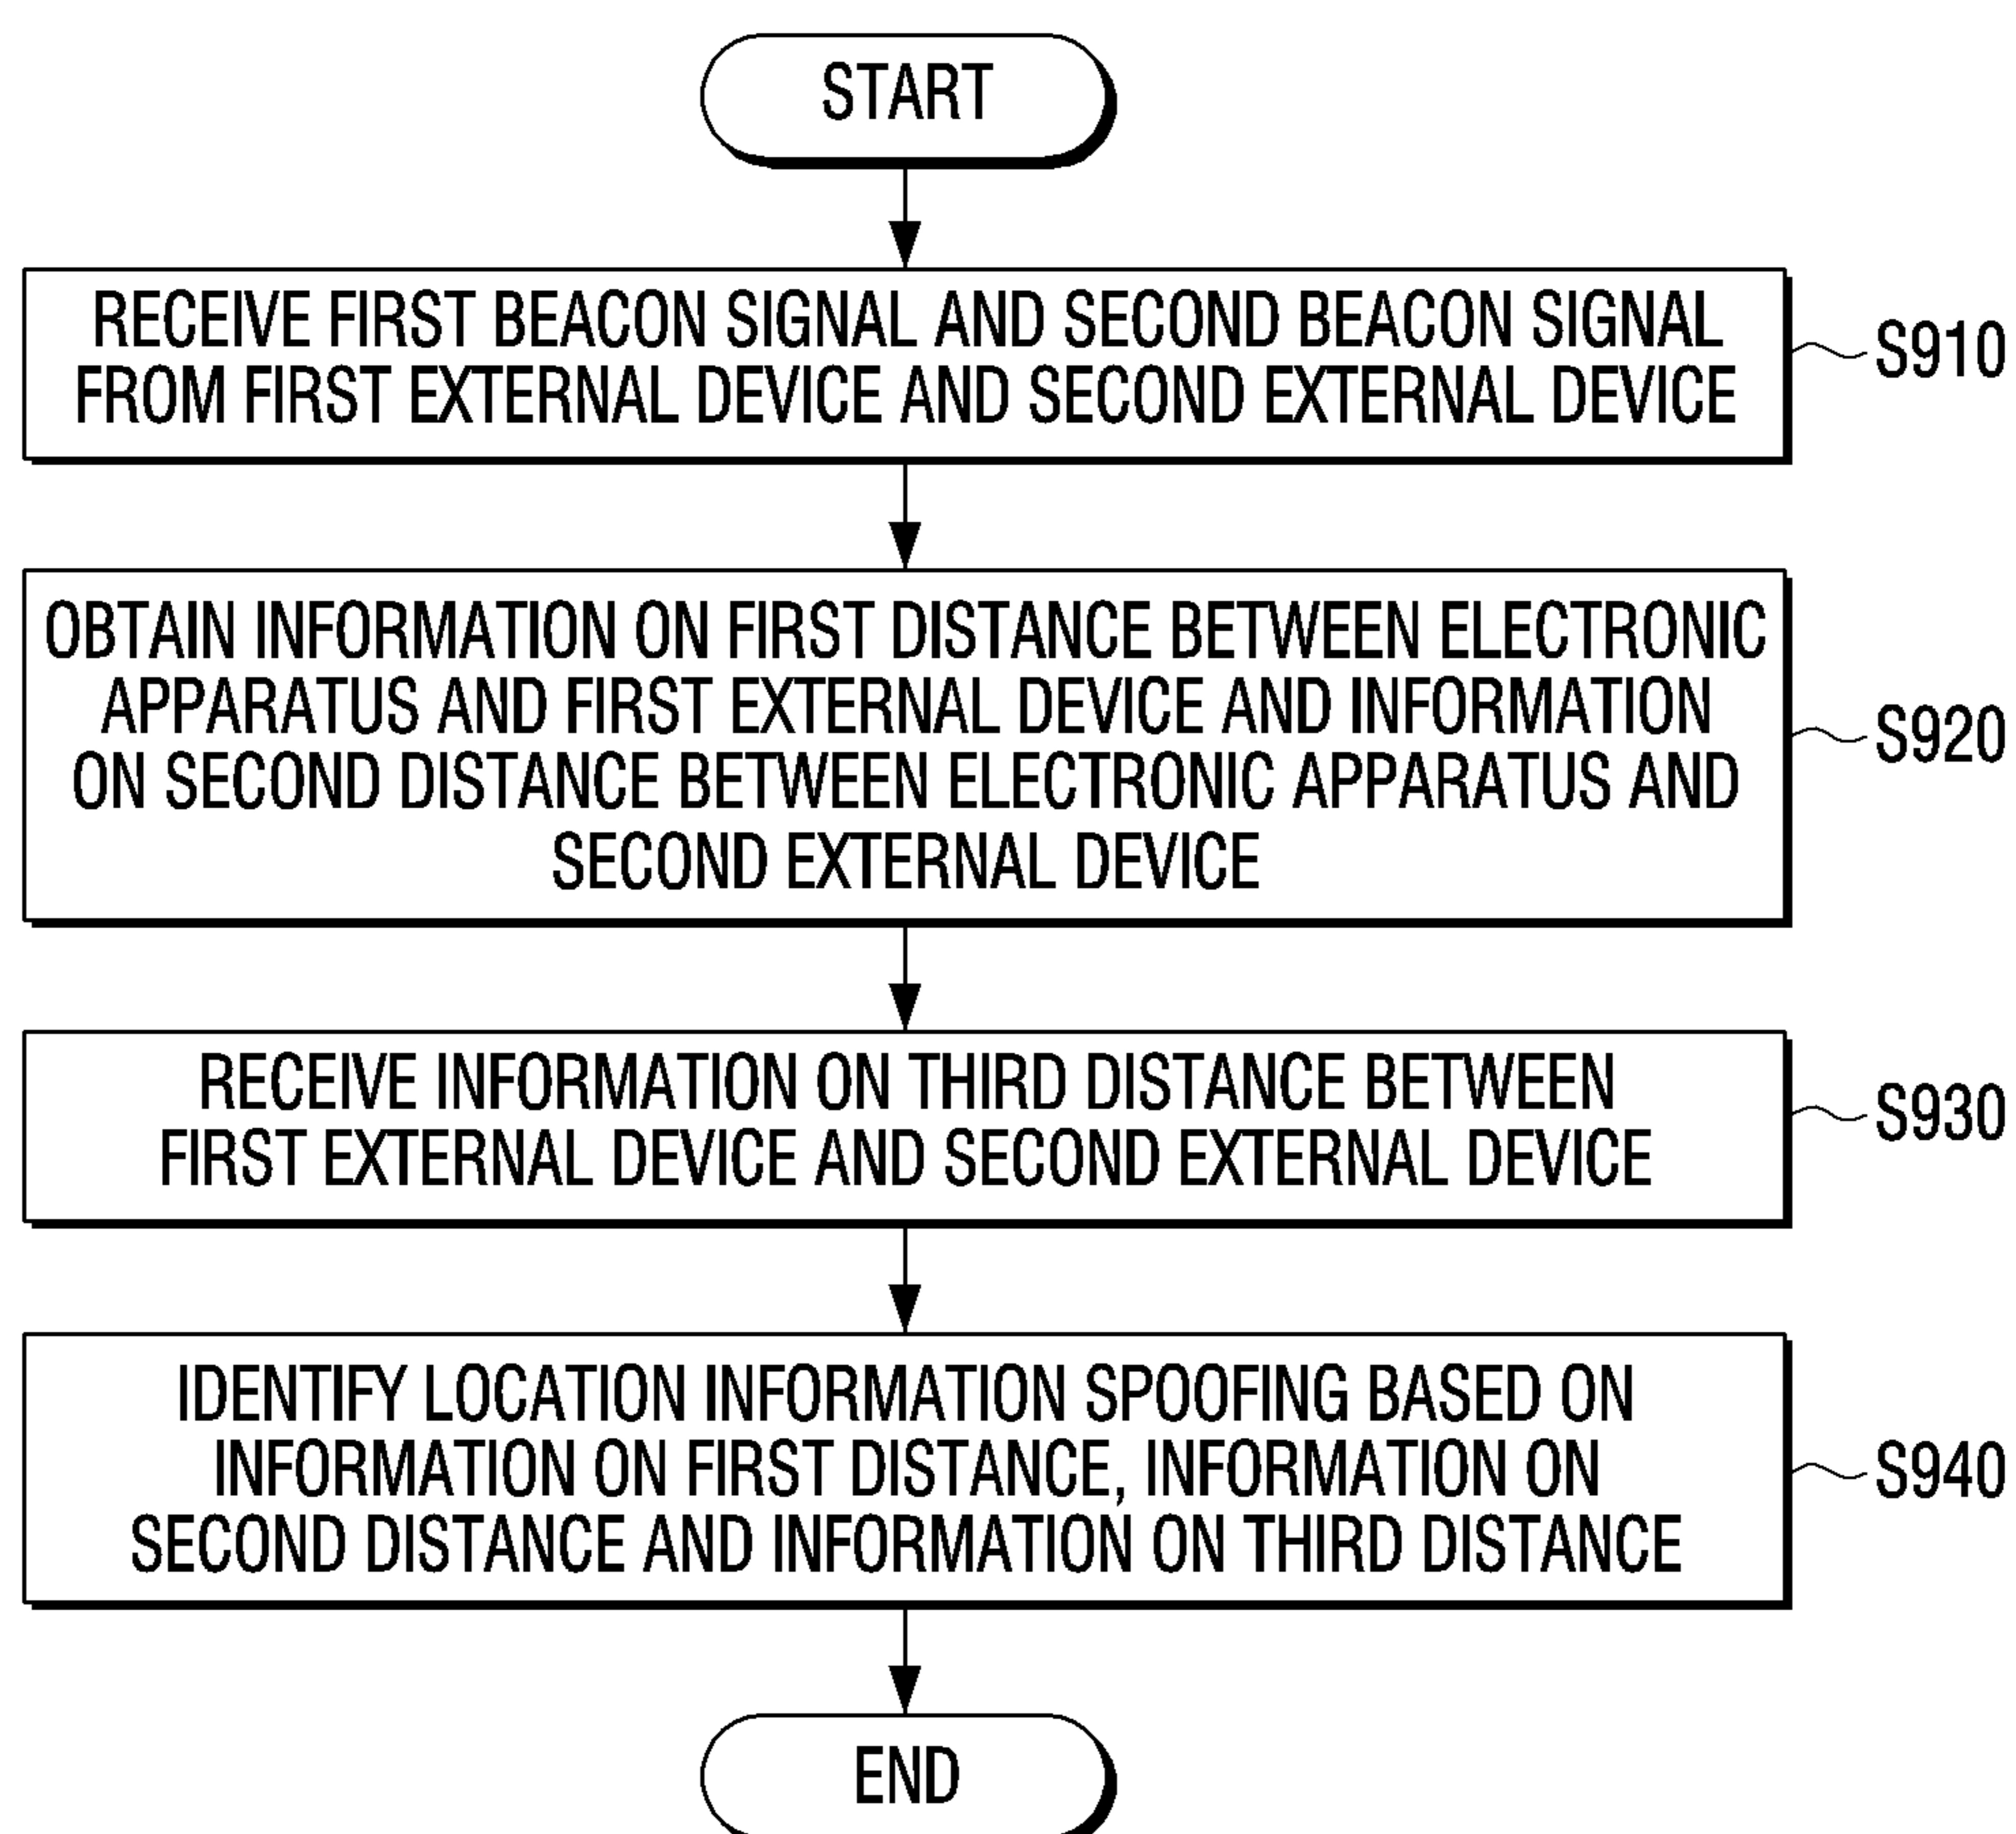 START
RECEIVE FIRST BEACON SIGNAL AND SECOND BEACON SIGNAL
FROM FIRST EXTERNAL DEVICE AND SECOND EXTERNAL DEVICE
S910
OBTAIN INFORMATION ON FIRST DISTANCE BETWEEN ELECTRONIC
APPARATUS AND FIRST EXTERNAL DEVICE AND INFORMATION
ON SECOND DISTANCE BETWEEN ELECTRONIC APPARATUS AND
SECOND EXTERNAL DEVICE
S920
RECEIVE INFORMATION ON THIRD DISTANCE BETWEEN
FIRST EXTERNAL DEVICE AND SECOND EXTERNAL DEVICE
S930
IDENTIFY LOCATION INFORMATION SPOOFING BASED ON
INFORMATION ON FIRST DISTANCE, INFORMATION ON
SECOND DISTANCE AND INFORMATION ON THIRD DISTANCE
S940
END